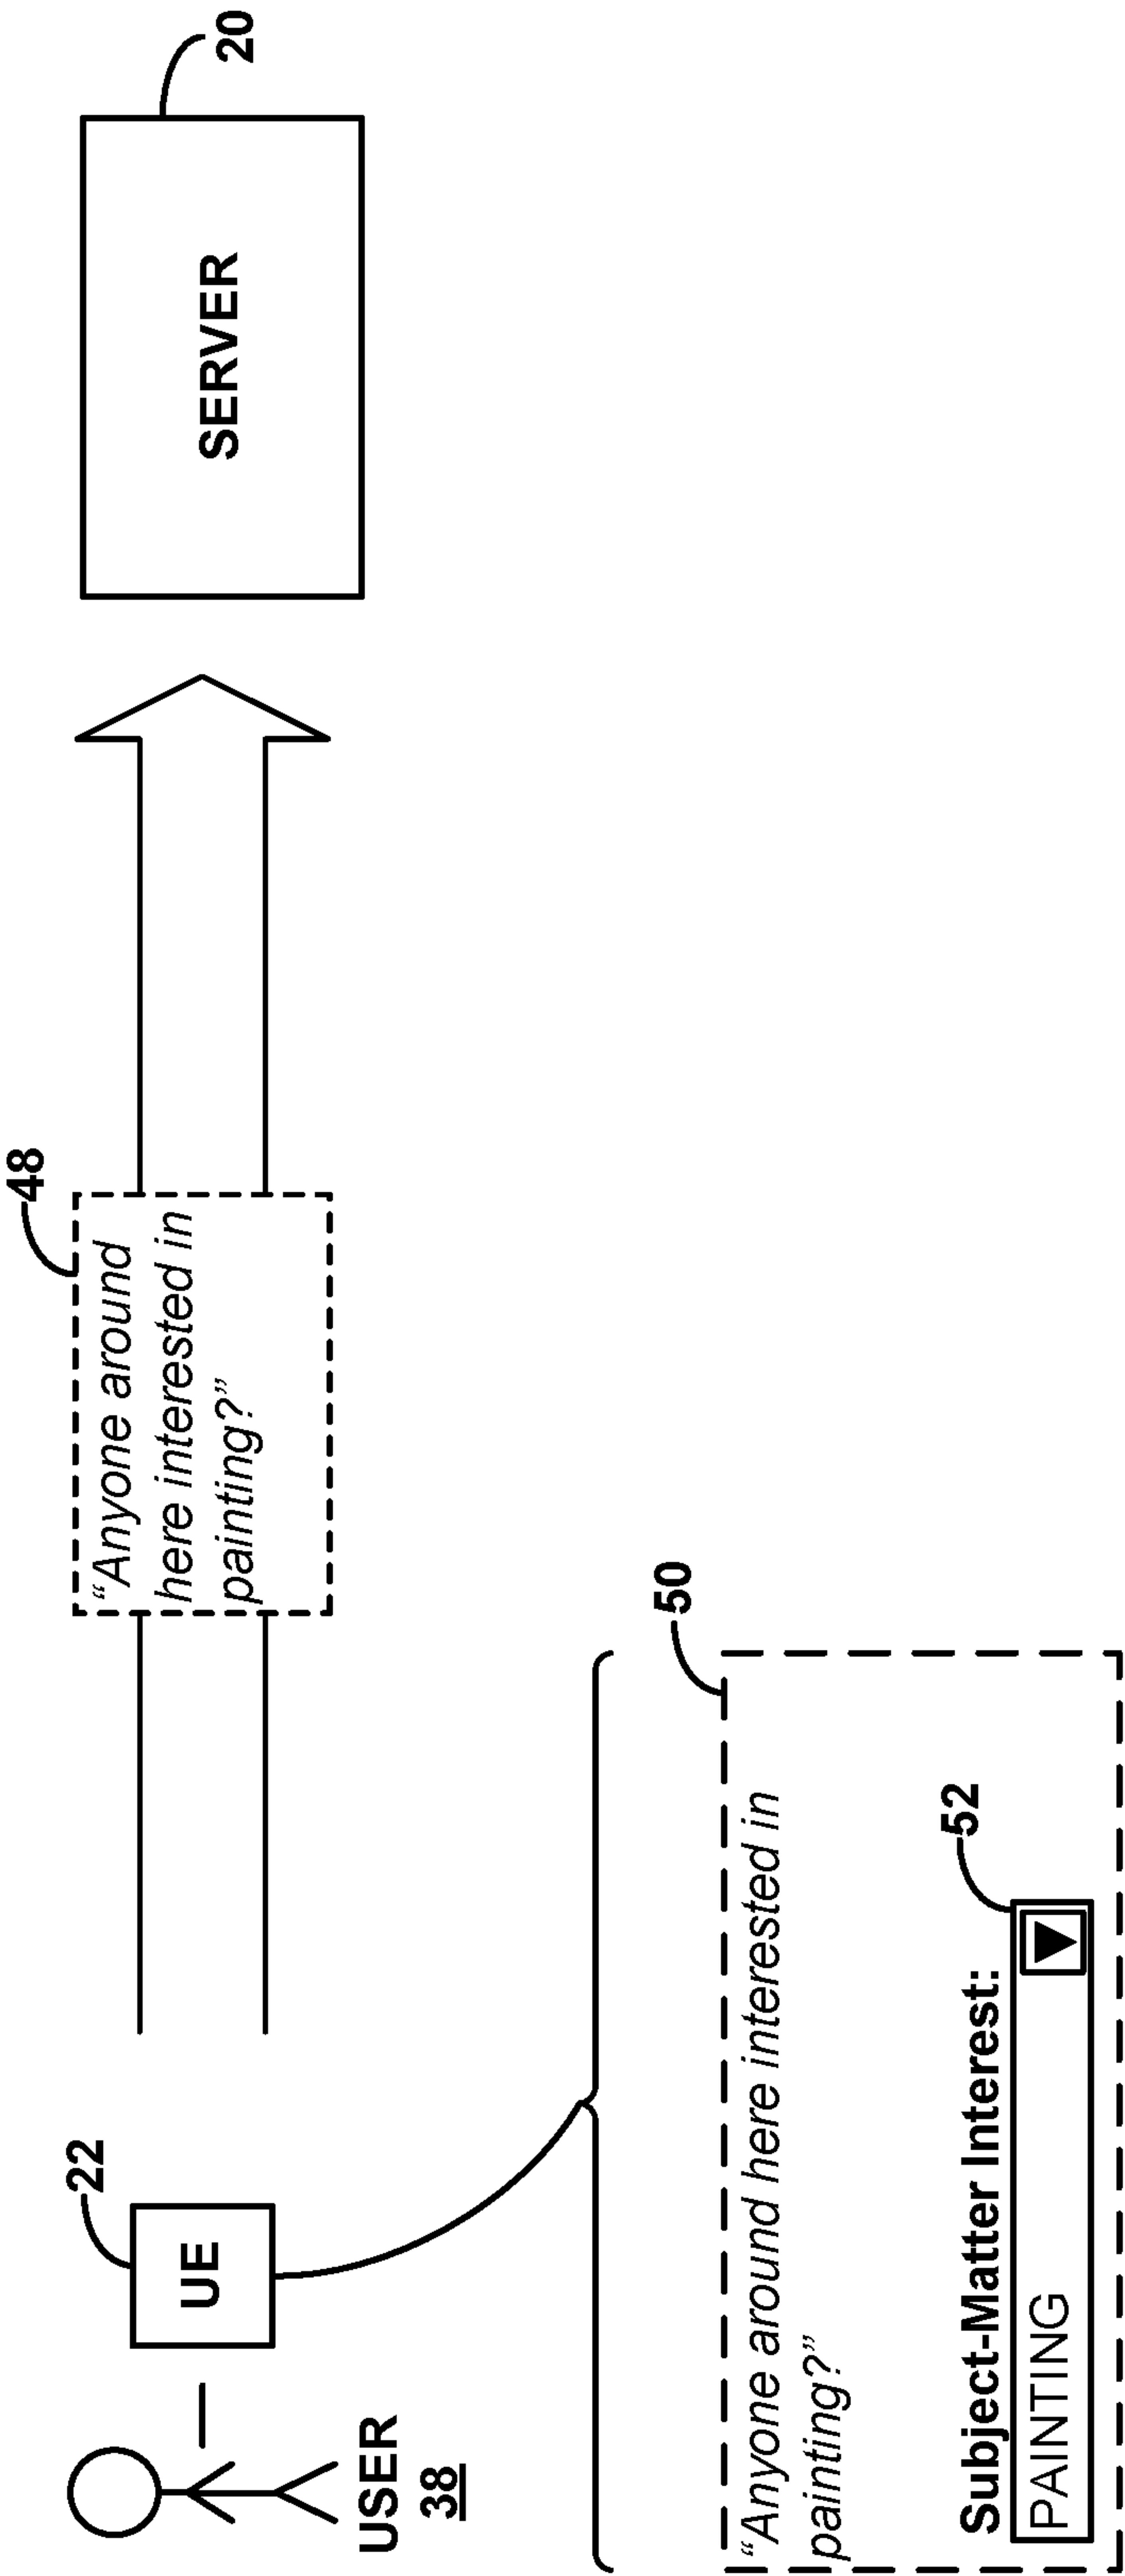 USER
38
UE
22
“Anyone around
here interested in
painting?”
48
SERVER
20
“Anyone around here interested in
painting?”
50
Subject-Matter Interest:
PAINTING
52